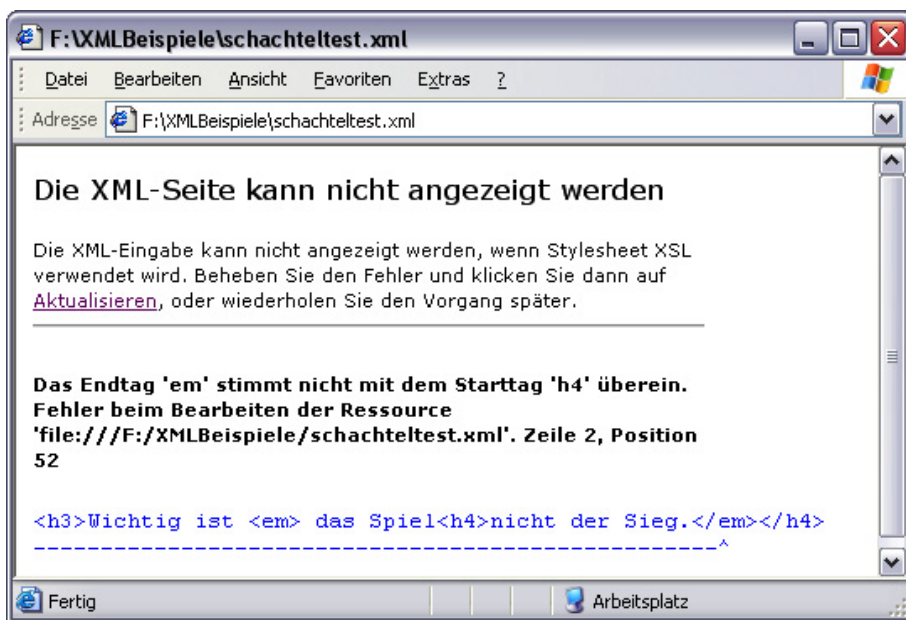 F:\XMLBeispiele\schachteltest.xml
Datei Bearbeiten Ansicht Favoriten Extras ?
Adresse F:\XMLBeispiele\schachteltest.xml
Die XML-Seite kann nicht angezeigt werden
Die XML-Eingabe kann nicht angezeigt werden, wenn Stylesheet XSL
verwendet wird. Beheben Sie den Fehler und klicken Sie dann auf
Aktualisieren, oder wiederholen Sie den Vorgang später.
Das Endtag 'em' stimmt nicht mit dem Starttag 'h4' überein.
Fehler beim Bearbeiten der Ressource
'file:///F:/XMLBeispiele/schachteltest.xml'. Zeile 2, Position
52
<h3>Wichtig ist <em> das Spiel<h4>nicht der Sieg.</em></h4>
---------------------------------------------------^
Fertig Arbeitsplatz